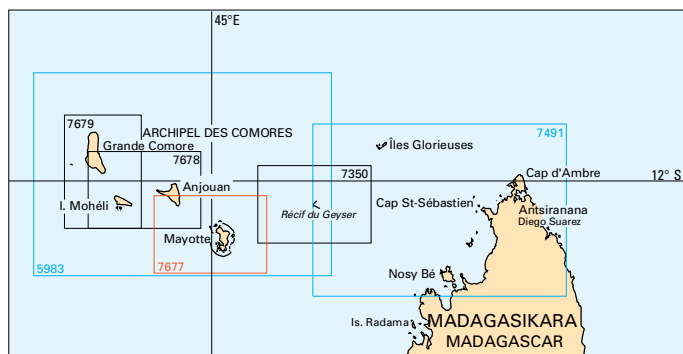 45°E
7679
ARCHIPEL DES COMORES
7491
Grande Comore
Îles Glorieuses
7678
7350
Cap d'Ambre
12° S
Anjouan
I. Mohéli
Cap St-Sébastien
Récif du Geyser
Antsiranana
Diego Suarez
Mayotte
5983
7677
Nosy Bé
Is. Radama
MADAGASIKARA
MADAGASCAR